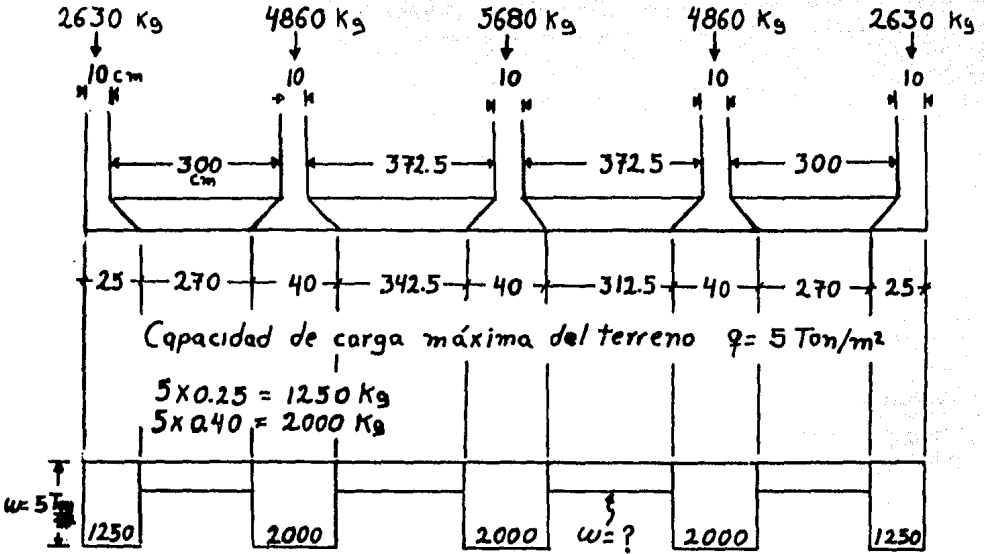 2630 Kg 4860 Kg 5680 Kg 4860 Kg 2630 Kg
10 cm 10 10 10 10
300 cm 372.5 372.5 300
25 270 40 342.5 40 312.5 40 270 25
Capacidad de carga máxima del terreno q= 5 Ton/m²
5x0.25 = 1250 Kg
5x0.40 = 2000 Kg
w=5
1250 2000 2000 w=? 2000 1250